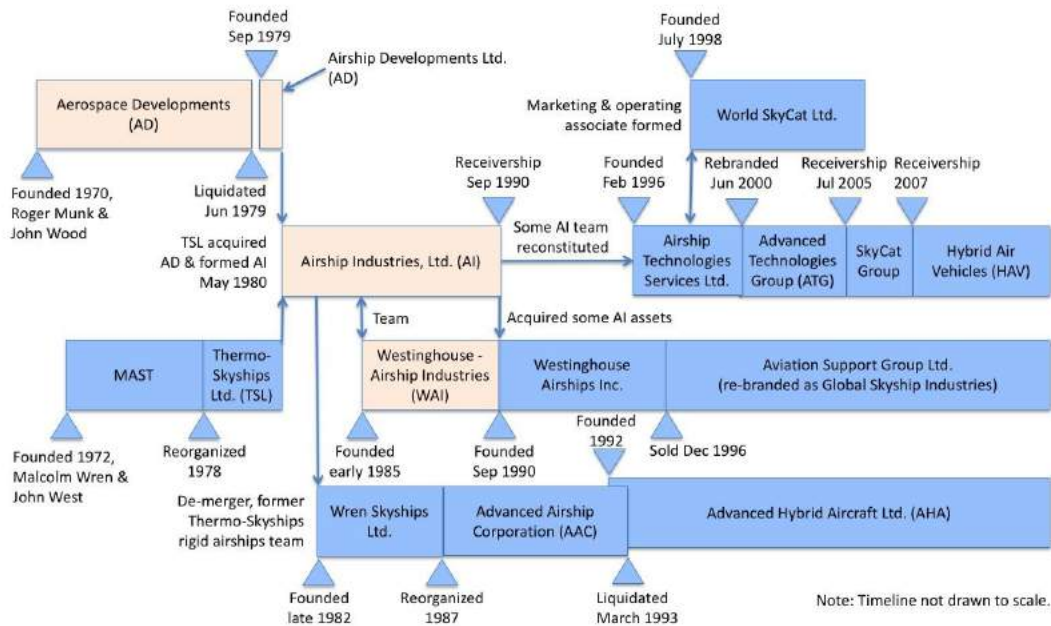 Founded
Sep 1979
Airship Developments Ltd.
(AD)
Aerospace Developments
(AD)
Founded 1970,
Roger Munk &
John Wood
Liquidated
Jun 1979
Founded
July 1998
Marketing & operating
associate formed
World SkyCat Ltd.
TSL acquired
AD & formed AI
May 1980
Airship Industries, Ltd. (AI)
Receivership
Sep 1990
Some AI team
reconstituted
Founded
Feb 1996
Rebranded
Jun 2000
Receivership
Jul 2005
Receivership
2007
Airship
Technologies
Services Ltd.
Advanced
Technologies
Group (ATG)
SkyCat
Group
Hybrid Air
Vehicles (HAV)
Team
Acquired some AI assets
MAST
Thermo-
Skyships
Ltd. (TSL)
Westinghouse -
Airship Industries
(WAI)
Westinghouse
Airships Inc.
Aviation Support Group Ltd.
(re-branded as Global Skyship Industries)
Founded 1972,
Malcolm Wren &
John West
Reorganized
1978
Founded
early 1985
Founded
Sep 1990
Founded
1992
Sold Dec 1996
De-merger, former
Thermo-Skyships
rigid airships team
Wren Skyships
Ltd.
Advanced Airship
Corporation (AAC)
Advanced Hybrid Aircraft Ltd. (AHA)
Founded
late 1982
Reorganized
1987
Liquidated
March 1993
Note: Timeline not drawn to scale.